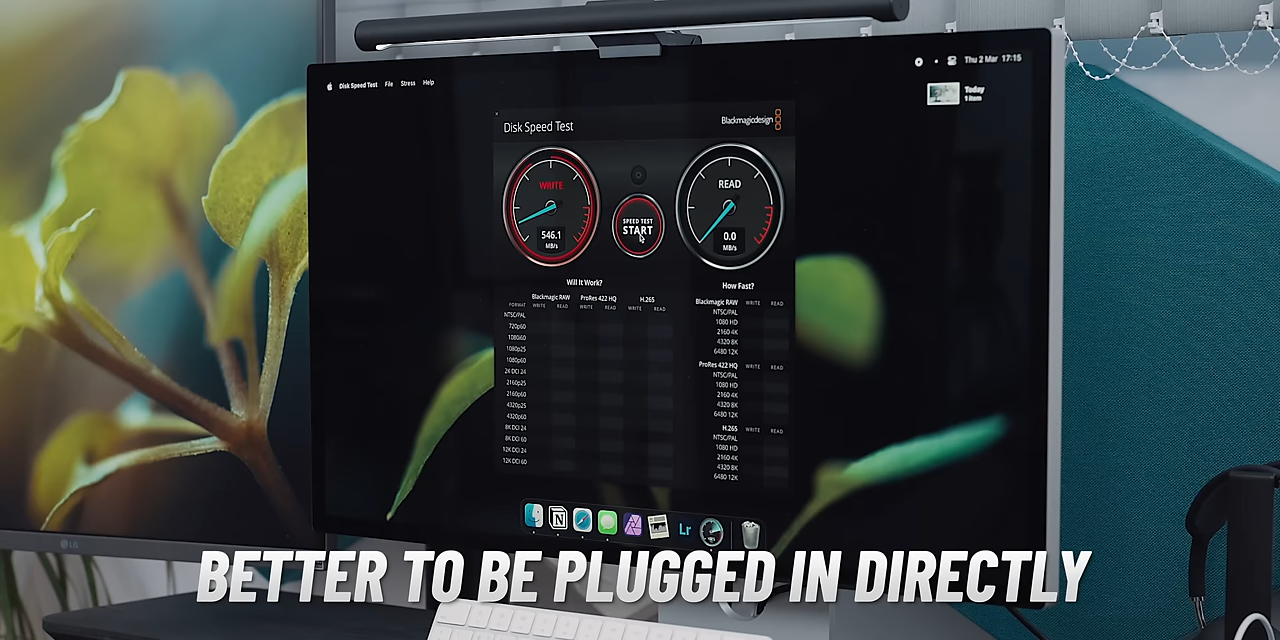 Disk Speed Test File Stress Help
Thu 2 Mar 17:15
Today
1 item
Disk Speed Test
Blackmagicdesign
WRITE
546.1
MB/s
SPEED TEST
START
READ
0.0
MB/s
Will It Work?
Blackmagic RAW ProRes 422 HQ H.265
FORMAT WRITE READ WRITE READ WRITE READ
NTSC/PAL
720p60
1080i60
1080p25
1080p60
2K DCI 24
2160p25
2160p60
4320p25
4320p60
8K DCI 24
8K DCI 60
12K DCI 24
12K DCI 60
How Fast?
Blackmagic RAW WRITE READ
NTSC/PAL
1080 HD
2160 4K
4320 8K
6480 12K
ProRes 422 HQ WRITE READ
NTSC/PAL
1080 HD
2160 4K
4320 8K
6480 12K
H.265 WRITE READ
NTSC/PAL
1080 HD
2160 4K
4320 8K
6480 12K
N
Lr
LG
BETTER TO BE PLUGGED IN DIRECTLY